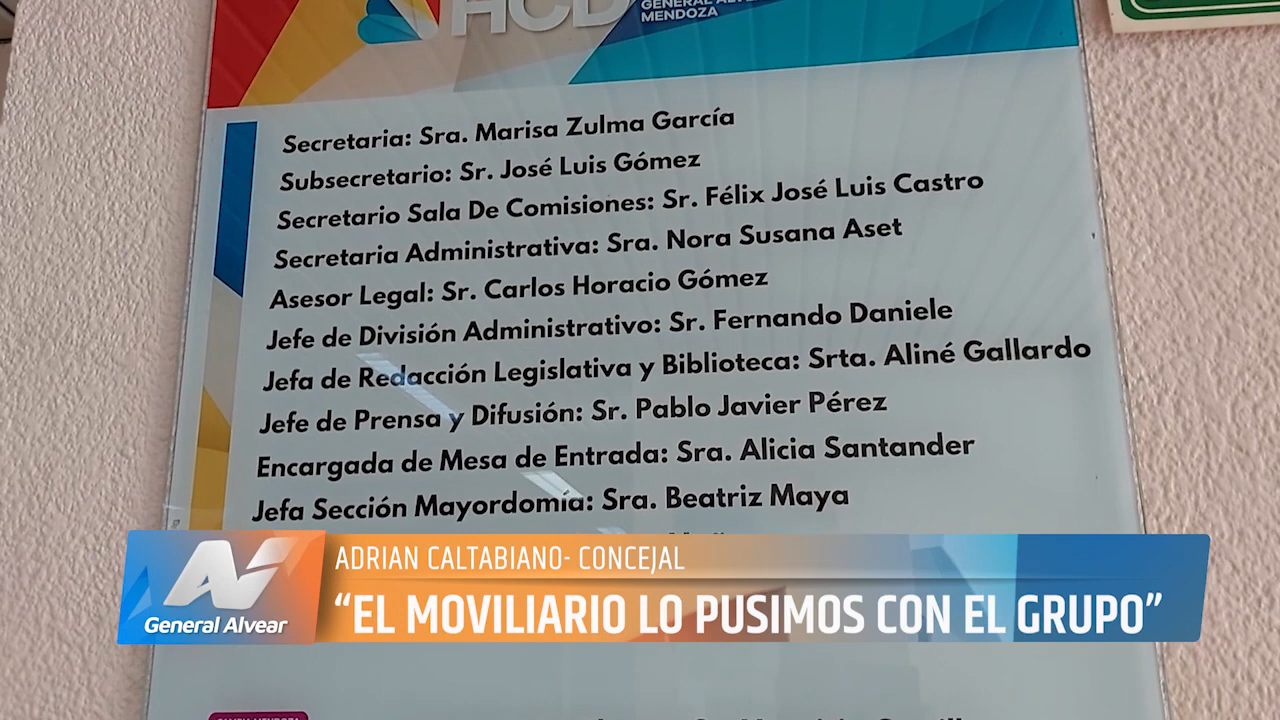 HCD
GENERAL
MENDOZA
Secretaria: Sra. Marisa Zulma García
Subsecretario: Sr. José Luis Gómez
Secretario Sala De Comisiones: Sr. Félix José Luis Castro
Secretaria Administrativa: Sra. Nora Susana Aset
Asesor Legal: Sr. Carlos Horacio Gómez
Jefe de División Administrativo: Sr. Fernando Daniele
Jefa de Redacción Legislativa y Biblioteca: Srta. Aliné Gallardo
Jefe de Prensa y Difusión: Sr. Pablo Javier Pérez
Encargada de Mesa de Entrada: Sra. Alicia Santander
Jefa Sección Mayordomía: Sra. Beatriz Maya
ADRIAN CALTABIANO- CONCEJAL
“EL MOVILIARIO LO PUSIMOS CON EL GRUPO”
General Alvear